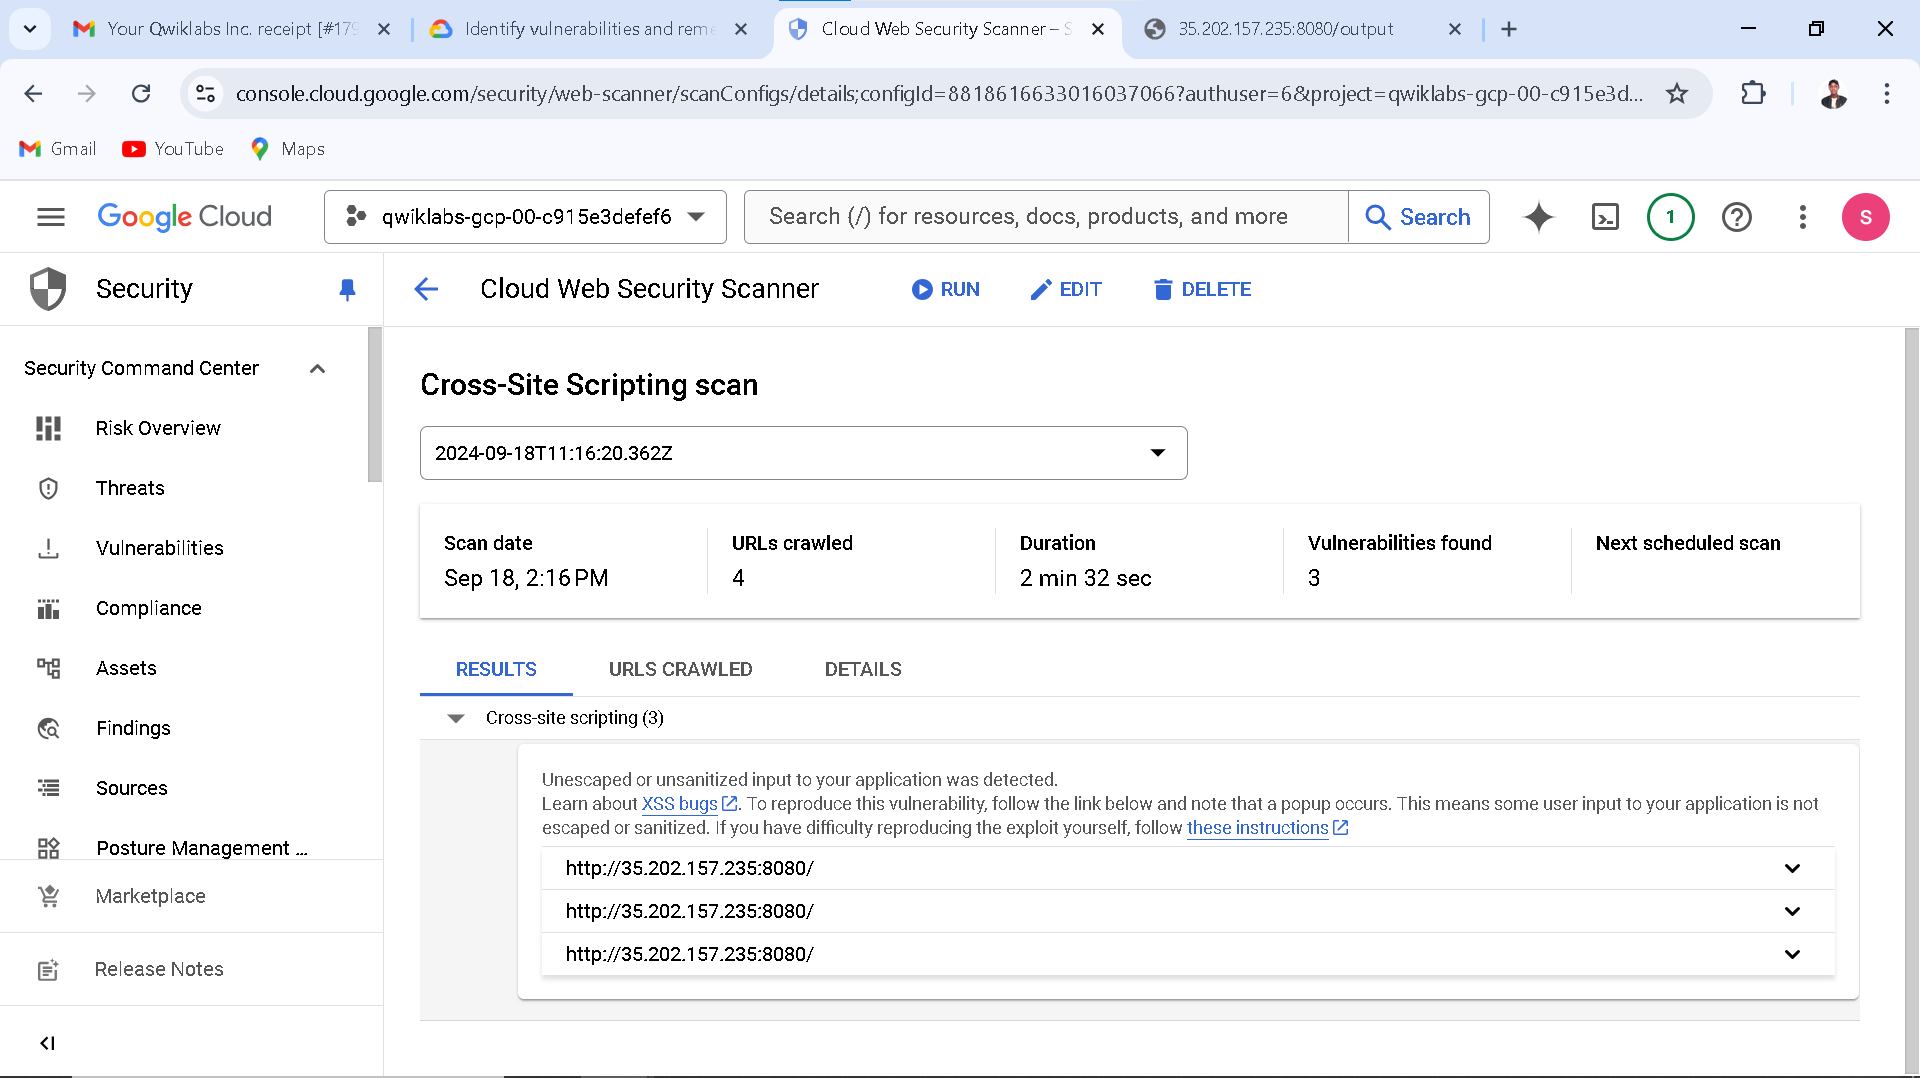 Your Qwiklabs Inc. receipt [#179
Identify vulnerabilities and reme
Cloud Web Security Scanner – S
35.202.157.235:8080/output
console.cloud.google.com/security/web-scanner/scanConfigs/details;configId=8818616633016037066?authuser=6&project=qwiklabs-gcp-00-c915e3d...
Gmail
YouTube
Maps
Google Cloud
qwiklabs-gcp-00-c915e3defef6
Search (/) for resources, docs, products, and more
Search
1
S
Security
Cloud Web Security Scanner
RUN
EDIT
DELETE
Security Command Center
Risk Overview
Threats
Vulnerabilities
Compliance
Assets
Findings
Sources
Posture Management ...
Marketplace
Release Notes
Cross-Site Scripting scan
2024-09-18T11:16:20.362Z
Scan date
Sep 18, 2:16 PM
URLs crawled
4
Duration
2 min 32 sec
Vulnerabilities found
3
Next scheduled scan
RESULTS
URLS CRAWLED
DETAILS
Cross-site scripting (3)
Unescaped or unsanitized input to your application was detected.
Learn about XSS bugs. To reproduce this vulnerability, follow the link below and note that a popup occurs. This means some user input to your application is not
escaped or sanitized. If you have difficulty reproducing the exploit yourself, follow these instructions
http://35.202.157.235:8080/
http://35.202.157.235:8080/
http://35.202.157.235:8080/